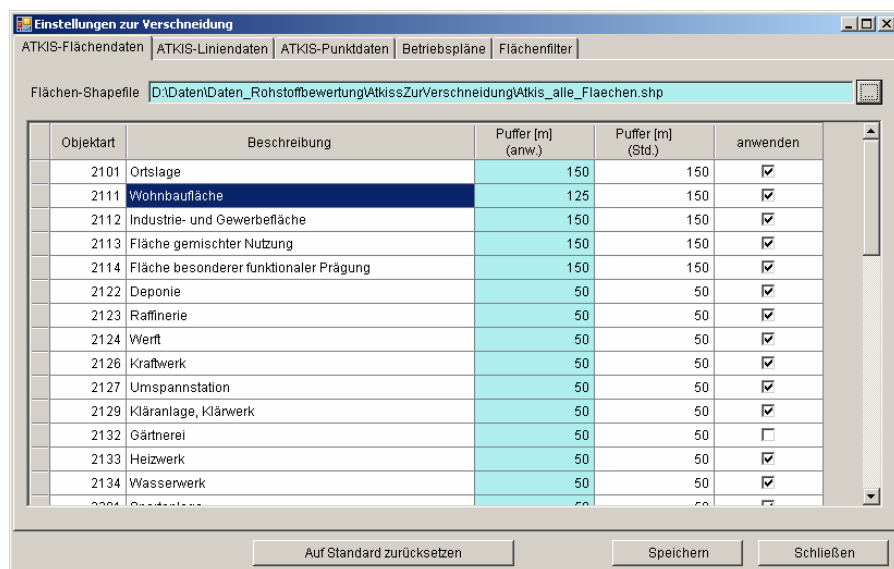 Einstellungen zur Verschneidung
ATKIS-Flächendaten ATKIS-Liniendaten ATKIS-Punktdaten Betriebspläne Flächenfilter
Flächen-Shapefile D:\Daten\Daten_Rohstoffbewertung\AtkissZurVerschneidung\Atkis_alle_Flaechen.shp ...
Objektart Beschreibung Puffer [m] (anw.) Puffer [m] (Std.) anwenden
2101 Ortslage 150 150
2111 Wohnbaufläche 125 150
2112 Industrie- und Gewerbefläche 150 150
2113 Fläche gemischter Nutzung 150 150
2114 Fläche besonderer funktionaler Prägung 150 150
2122 Deponie 50 50
2123 Raffinerie 50 50
2124 Werft 50 50
2126 Kraftwerk 50 50
2127 Umspannstation 50 50
2129 Kläranlage, Klärwerk 50 50
2132 Gärtnerei 50 50
2133 Heizwerk 50 50
2134 Wasserwerk 50 50
Auf Standard zurücksetzen Speichern Schließen